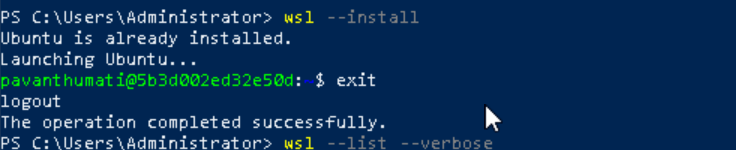 PS C:\Users\Administrator> wsl --install
Ubuntu is already installed.
Launching Ubuntu...
pavanthumati@5b3d002ed32e50d:~$ exit
logout
The operation completed successfully.
PS C:\Users\Administrator> wsl --list --verbose